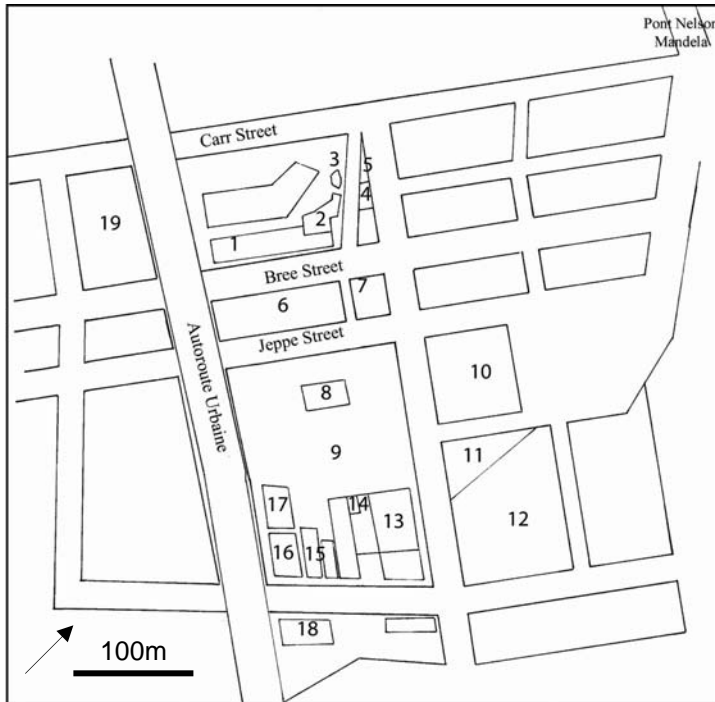 Pont Nelson
Mandela
Carr Street
3
5
4
19
2
1
Bree Street
7
6
Jeppe Street
Autoroute Urbaine
10
8
9
11
17
14
13
12
16
15
18
100m